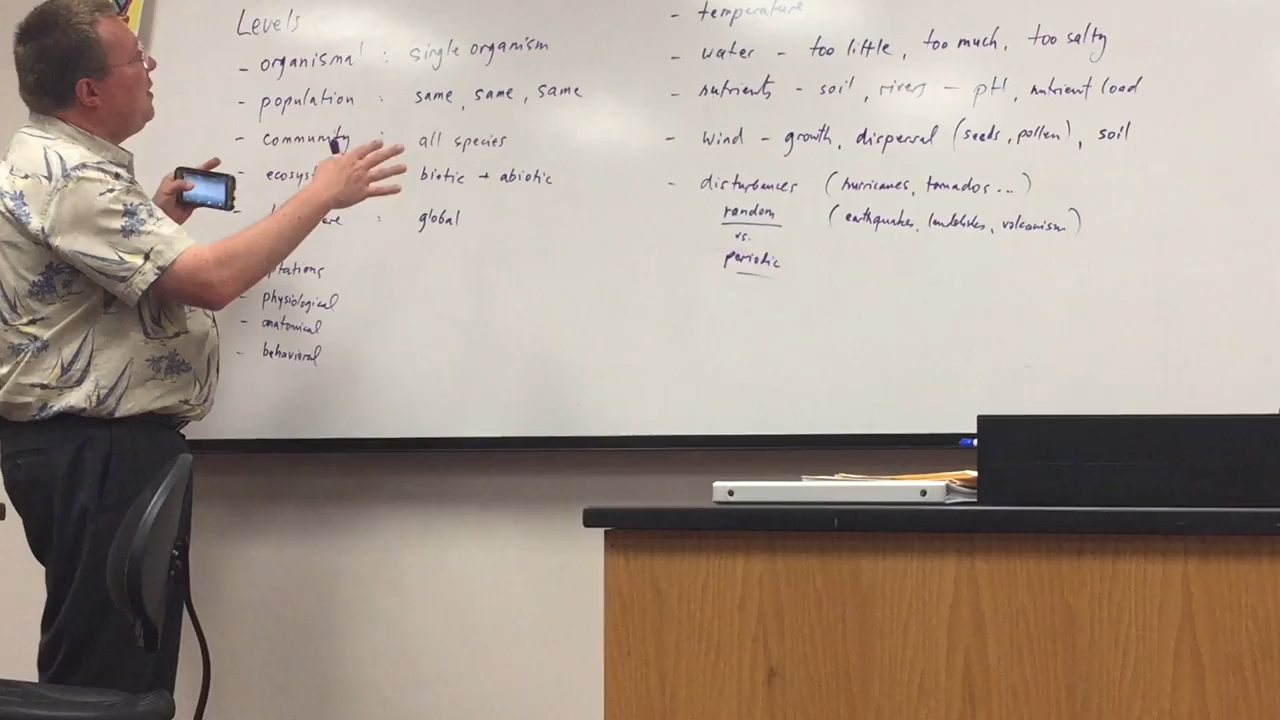 Levels
- organismal : single organism
- population : same, same, same
- community : all species
- ecosyst biotic + abiotic
- ere : global
ptations
- physiological
- anatomical
- behavioral
- temperature
- water - too little, too much, too salty
- nutrients - soil, rivers - pH, nutrient load
- wind - growth, dispersal (seeds, pollen), soil
- disturbances (hurricanes, tornados...)
random (earthquakes, landslides, volcanism)
vs.
periodic